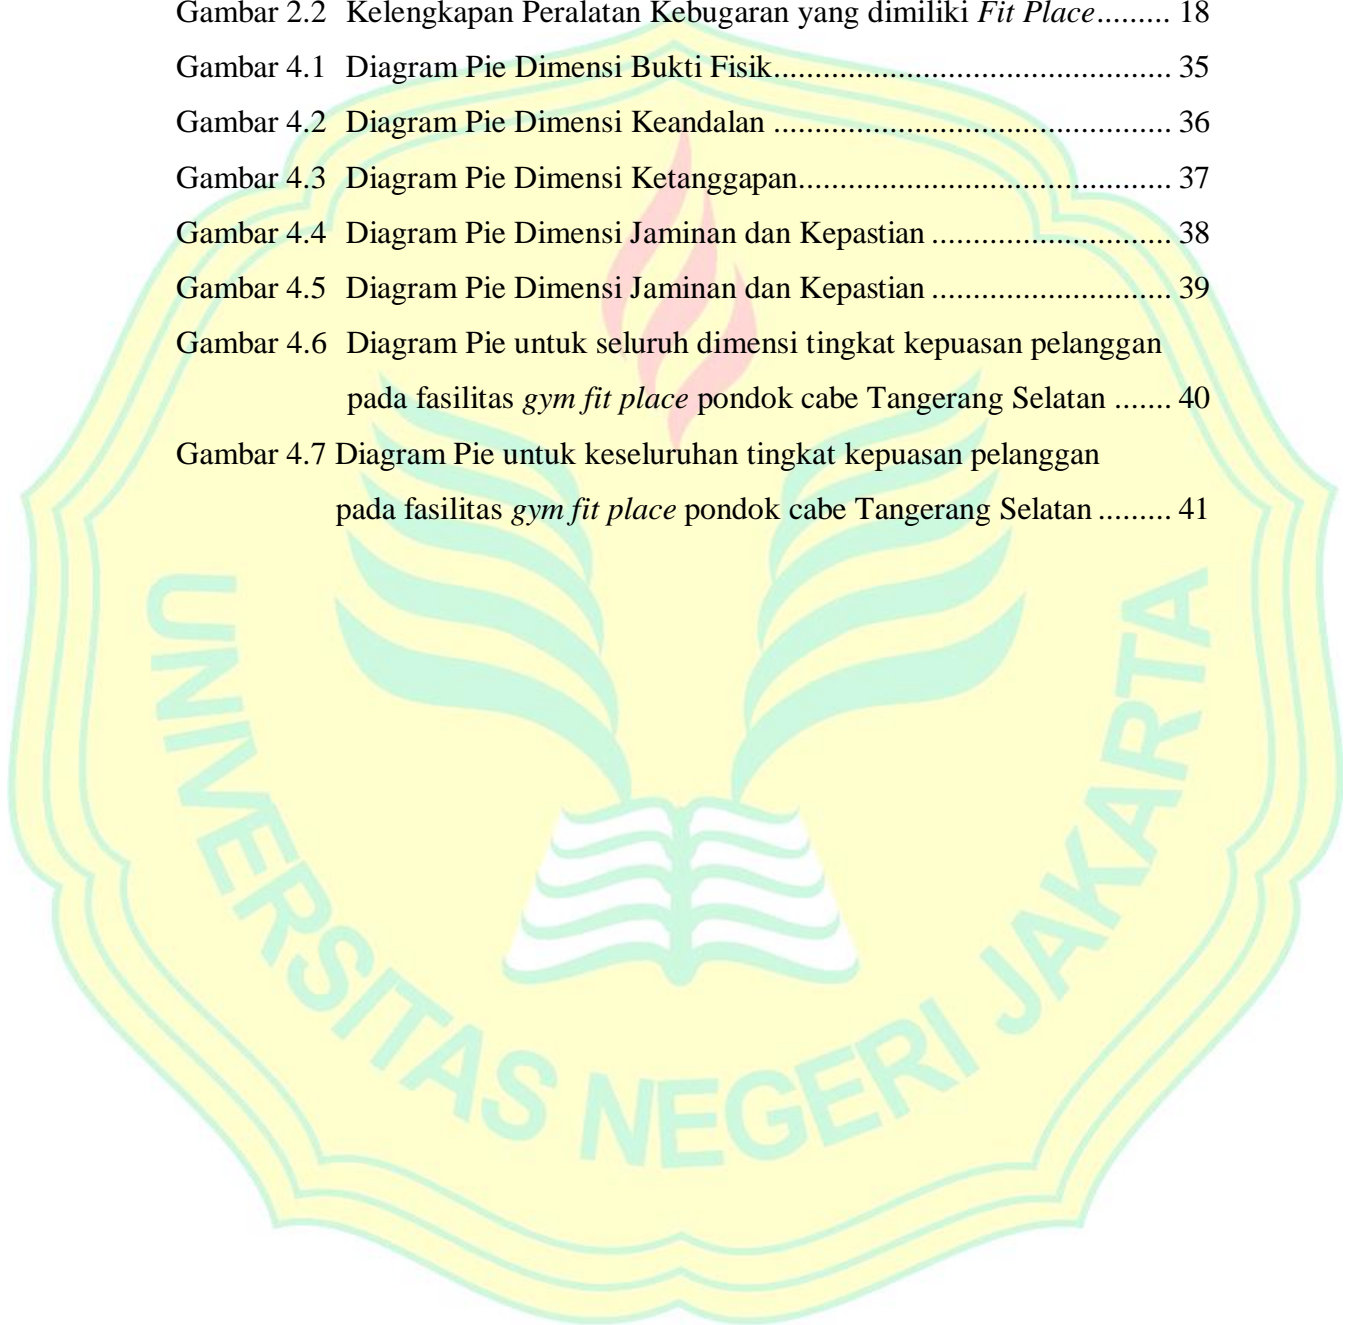 Gambar 2.2 Kelengkapan Peralatan Kebugaran yang dimiliki Fit Place......... 18
Gambar 4.1 Diagram Pie Dimensi Bukti Fisik................................................ 35
Gambar 4.2 Diagram Pie Dimensi Keandalan ................................................ 36
Gambar 4.3 Diagram Pie Dimensi Ketanggapan............................................. 37
Gambar 4.4 Diagram Pie Dimensi Jaminan dan Kepastian ............................. 38
Gambar 4.5 Diagram Pie Dimensi Jaminan dan Kepastian ............................. 39
Gambar 4.6 Diagram Pie untuk seluruh dimensi tingkat kepuasan pelanggan
pada fasilitas gym fit place pondok cabe Tangerang Selatan ....... 40
Gambar 4.7 Diagram Pie untuk keseluruhan tingkat kepuasan pelanggan
pada fasilitas gym fit place pondok cabe Tangerang Selatan ......... 41
UNIVERSITAS NEGERI JAKARTA